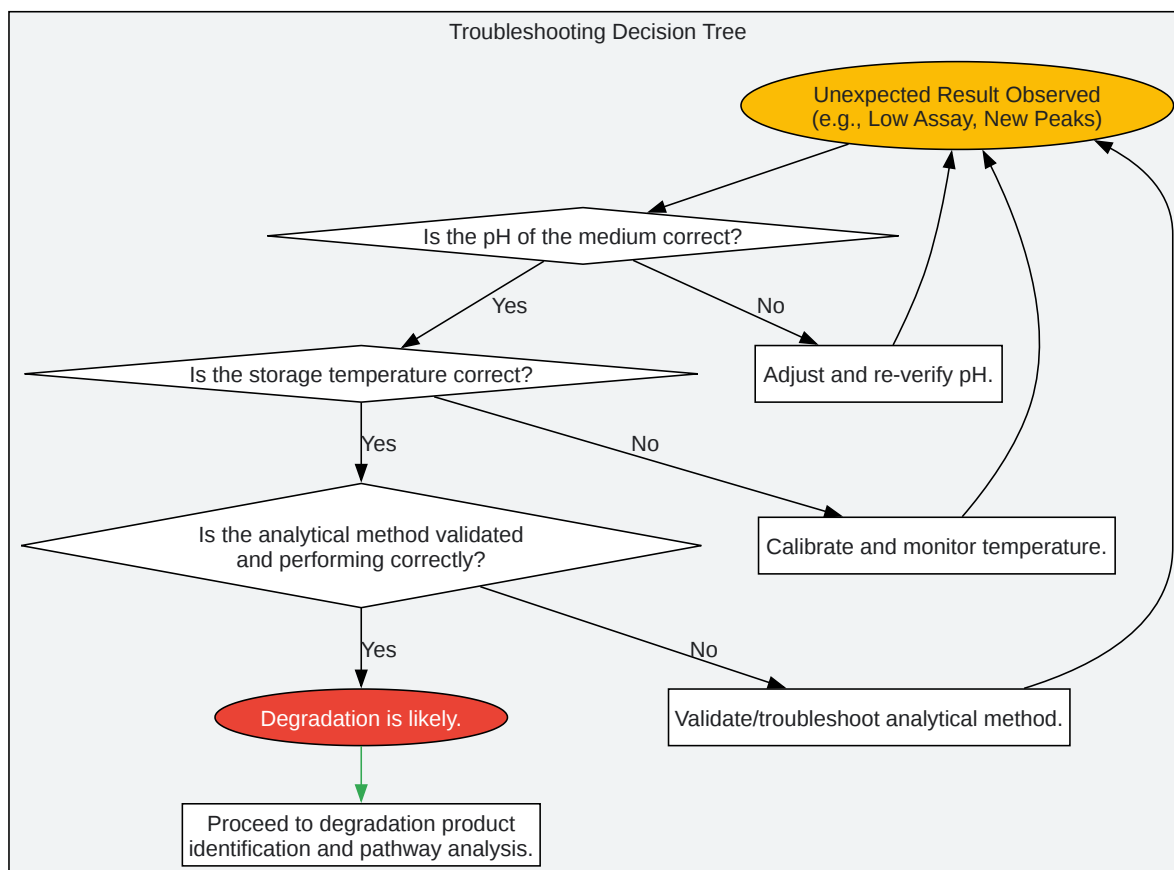 Troubleshooting Decision Tree
Unexpected Result Observed
(e.g., Low Assay, New Peaks)
Is the pH of the medium correct?
Yes
No
Is the storage temperature correct?
Adjust and re-verify pH.
Yes
No
Is the analytical method validated
and performing correctly?
Calibrate and monitor temperature.
Yes
No
Degradation is likely.
Validate/troubleshoot analytical method.
Proceed to degradation product
identification and pathway analysis.